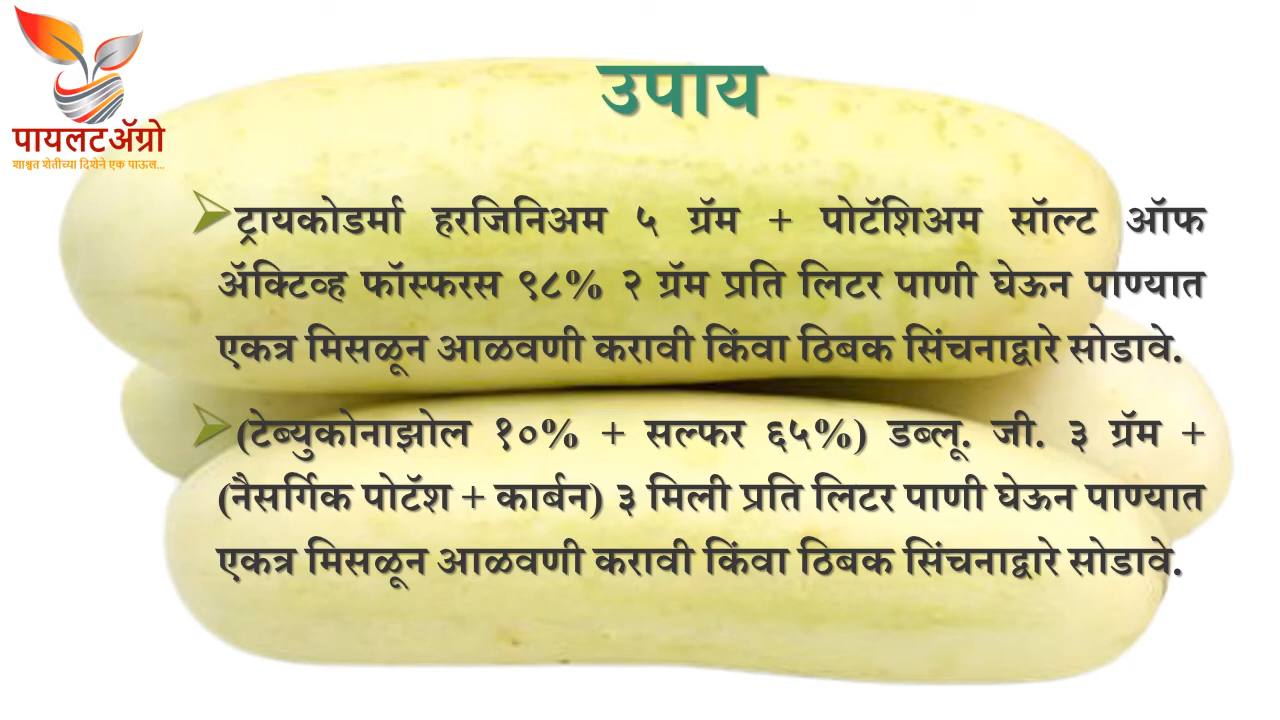 पायलट ॲग्रो
शाश्वत शेतीच्या दिशेने एक पाऊल...
उपाय
ट्रायकोडर्मा हरजिनिअम ५ ग्रॅम + पोटॅशिअम सॉल्ट ऑफ
ॲक्टिव्ह फॉस्फरस ९८% २ ग्रॅम प्रति लिटर पाणी घेऊन पाण्यात
एकत्र मिसळून आळवणी करावी किंवा ठिबक सिंचनाद्वारे सोडावे.
(टेब्युकोनाझोल १०% + सल्फर ६५%) डब्लू. जी. ३ ग्रॅम +
(नैसर्गिक पोटॅश + कार्बन) ३ मिली प्रति लिटर पाणी घेऊन पाण्यात
एकत्र मिसळून आळवणी करावी किंवा ठिबक सिंचनाद्वारे सोडावे.